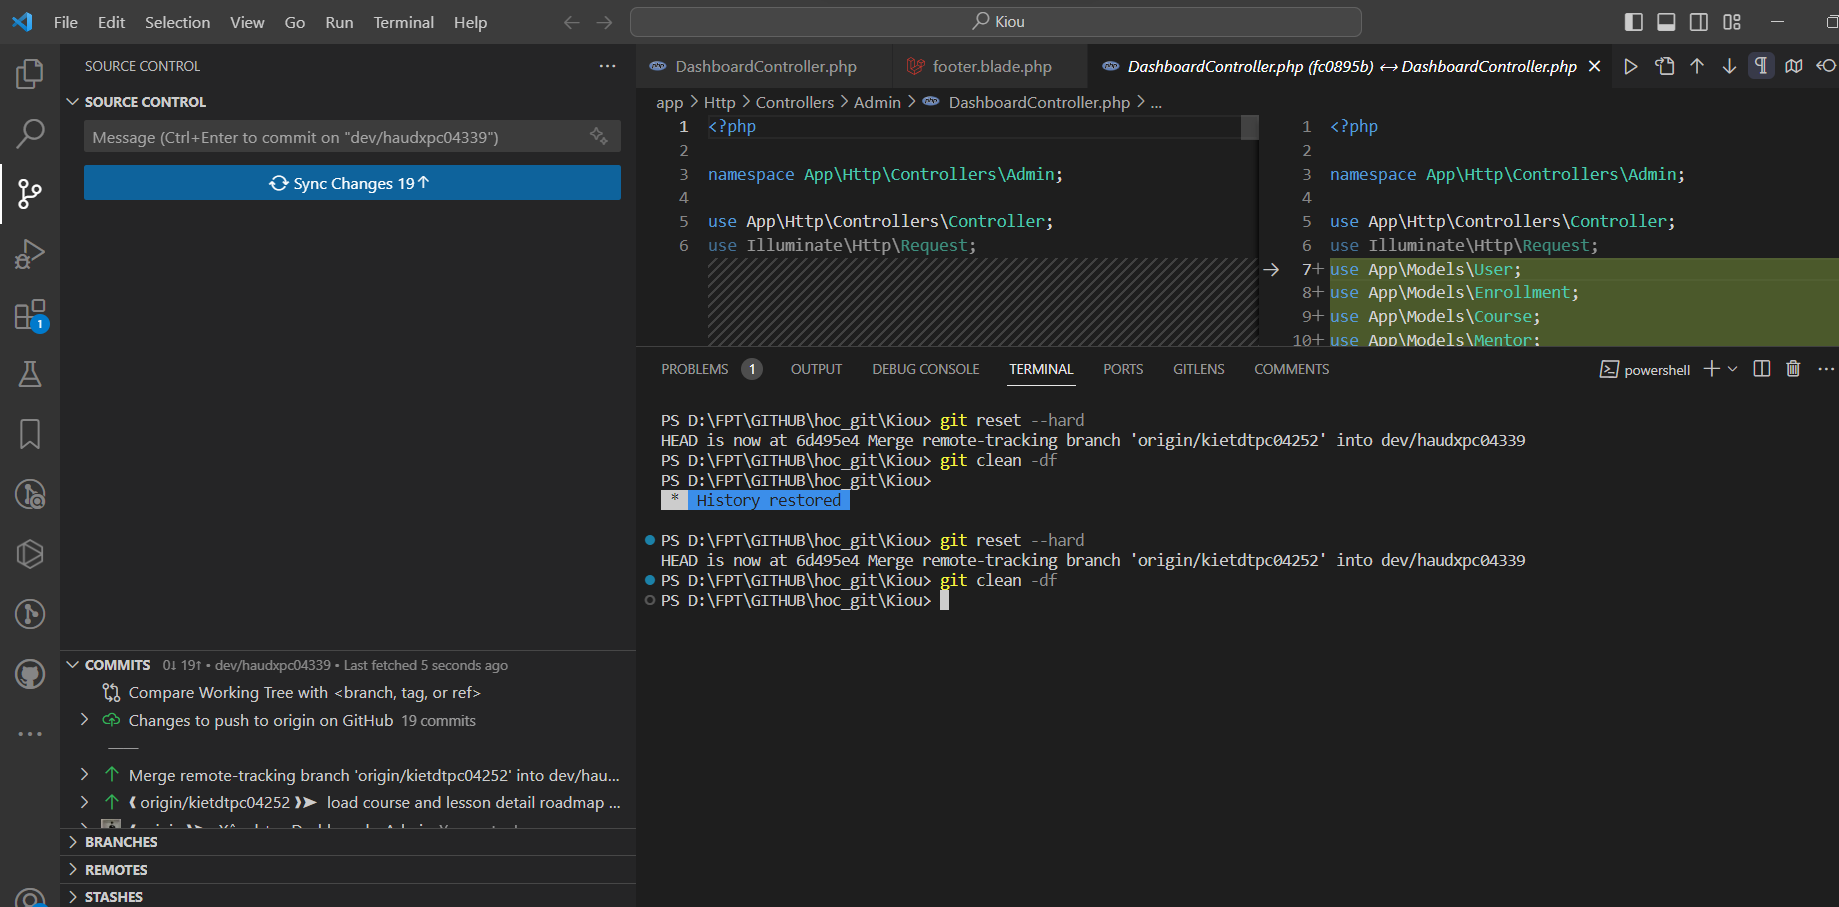 File Edit Selection View Go Run Terminal Help
Kiou
SOURCE CONTROL
SOURCE CONTROL
Message (Ctrl+Enter to commit on "dev/haudxpc04339")
Sync Changes 19↑
1
DashboardController.php
footer.blade.php
DashboardController.php (fc0895b) ↔ DashboardController.php
app > Http > Controllers > Admin > DashboardController.php > ...
1 <?php
2
3 namespace App\Http\Controllers\Admin;
4
5 use App\Http\Controllers\Controller;
6 use Illuminate\Http\Request;
1 <?php
2
3 namespace App\Http\Controllers\Admin;
4
5 use App\Http\Controllers\Controller;
6 use Illuminate\Http\Request;
7+ use App\Models\User;
8+ use App\Models\Enrollment;
9+ use App\Models\Course;
10+ use App\Models\Mentor;
PROBLEMS 1 OUTPUT DEBUG CONSOLE TERMINAL PORTS GITLENS COMMENTS
powershell
PS D:\FPT\GITHUB\hoc_git\Kiou> git reset --hard
HEAD is now at 6d495e4 Merge remote-tracking branch 'origin/kietdtpc04252' into dev/haudxpc04339
PS D:\FPT\GITHUB\hoc_git\Kiou> git clean -df
PS D:\FPT\GITHUB\hoc_git\Kiou>
* History restored
PS D:\FPT\GITHUB\hoc_git\Kiou> git reset --hard
HEAD is now at 6d495e4 Merge remote-tracking branch 'origin/kietdtpc04252' into dev/haudxpc04339
PS D:\FPT\GITHUB\hoc_git\Kiou> git clean -df
PS D:\FPT\GITHUB\hoc_git\Kiou>
COMMITS 0↓ 19↑ • dev/haudxpc04339 • Last fetched 5 seconds ago
Compare Working Tree with <branch, tag, or ref>
Changes to push to origin on GitHub 19 commits
Merge remote-tracking branch 'origin/kietdtpc04252' into dev/hau...
❪ origin/kietdtpc04252 ❫➤ load course and lesson detail roadmap ...
BRANCHES
REMOTES
STASHES